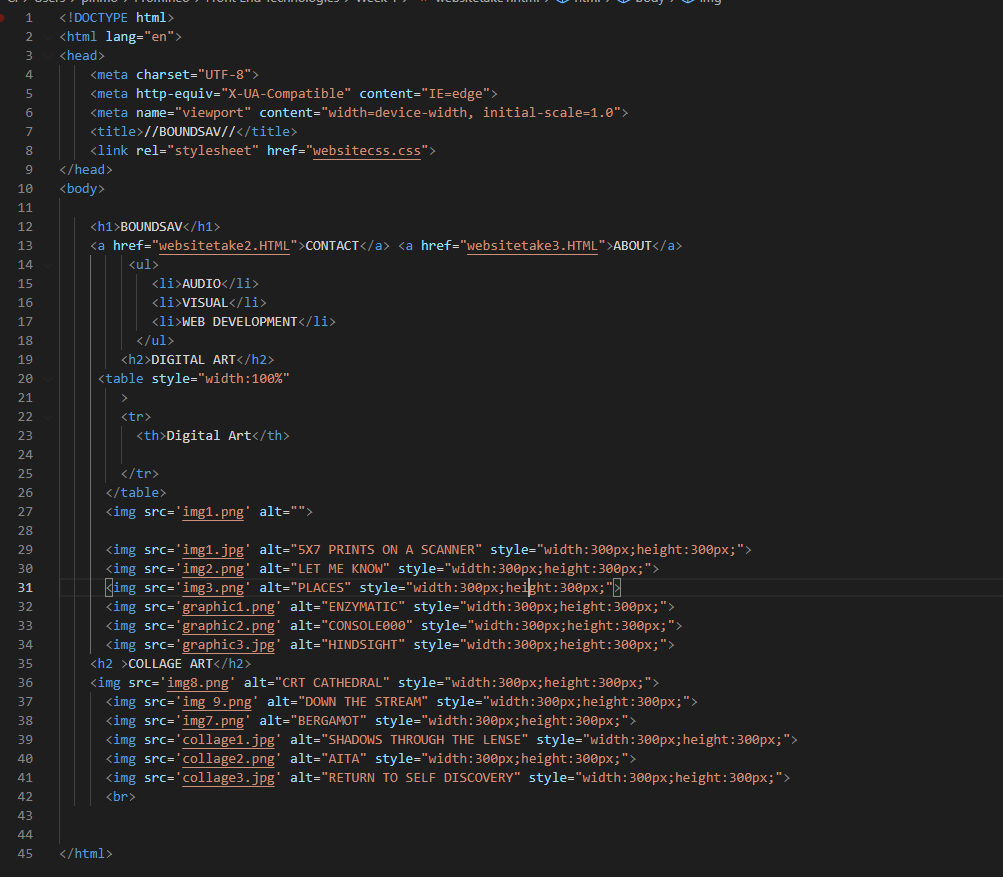 1 <!DOCTYPE html>
2 <html lang="en">
3 <head>
4 <meta charset="UTF-8">
5 <meta http-equiv="X-UA-Compatible" content="IE=edge">
6 <meta name="viewport" content="width=device-width, initial-scale=1.0">
7 <title>//BOUNDSAV//</title>
8 <link rel="stylesheet" href="websitecss.css">
9 </head>
10 <body>
11
12 <h1>BOUNDSAV</h1>
13 <a href="websitetake2.HTML">CONTACT</a> <a href="websitetake3.HTML">ABOUT</a>
14 <ul>
15 <li>AUDIO</li>
16 <li>VISUAL</li>
17 <li>WEB DEVELOPMENT</li>
18 </ul>
19 <h2>DIGITAL ART</h2>
20 <table style="width:100%"
21 >
22 <tr>
23 <th>Digital Art</th>
24
25 </tr>
26 </table>
27 <img src='img1.png' alt="">
28
29 <img src='img1.jpg' alt="5X7 PRINTS ON A SCANNER" style="width:300px;height:300px;">
30 <img src='img2.png' alt="LET ME KNOW" style="width:300px;height:300px;">
31 <img src='img3.png' alt="PLACES" style="width:300px;height:300px;">
32 <img src='graphic1.png' alt="ENZYMATIC" style="width:300px;height:300px;">
33 <img src='graphic2.png' alt="CONSOLE000" style="width:300px;height:300px;">
34 <img src='graphic3.jpg' alt="HINDSIGHT" style="width:300px;height:300px;">
35 <h2 >COLLAGE ART</h2>
36 <img src='img8.png' alt="CRT CATHEDRAL" style="width:300px;height:300px;">
37 <img src='img 9.png' alt="DOWN THE STREAM" style="width:300px;height:300px;">
38 <img src='img7.png' alt="BERGAMOT" style="width:300px;height:300px;">
39 <img src='collage1.jpg' alt="SHADOWS THROUGH THE LENSE" style="width:300px;height:300px;">
40 <img src='collage2.png' alt="AITA" style="width:300px;height:300px;">
41 <img src='collage3.jpg' alt="RETURN TO SELF DISCOVERY" style="width:300px;height:300px;">
42 <br>
43
44
45 </html>